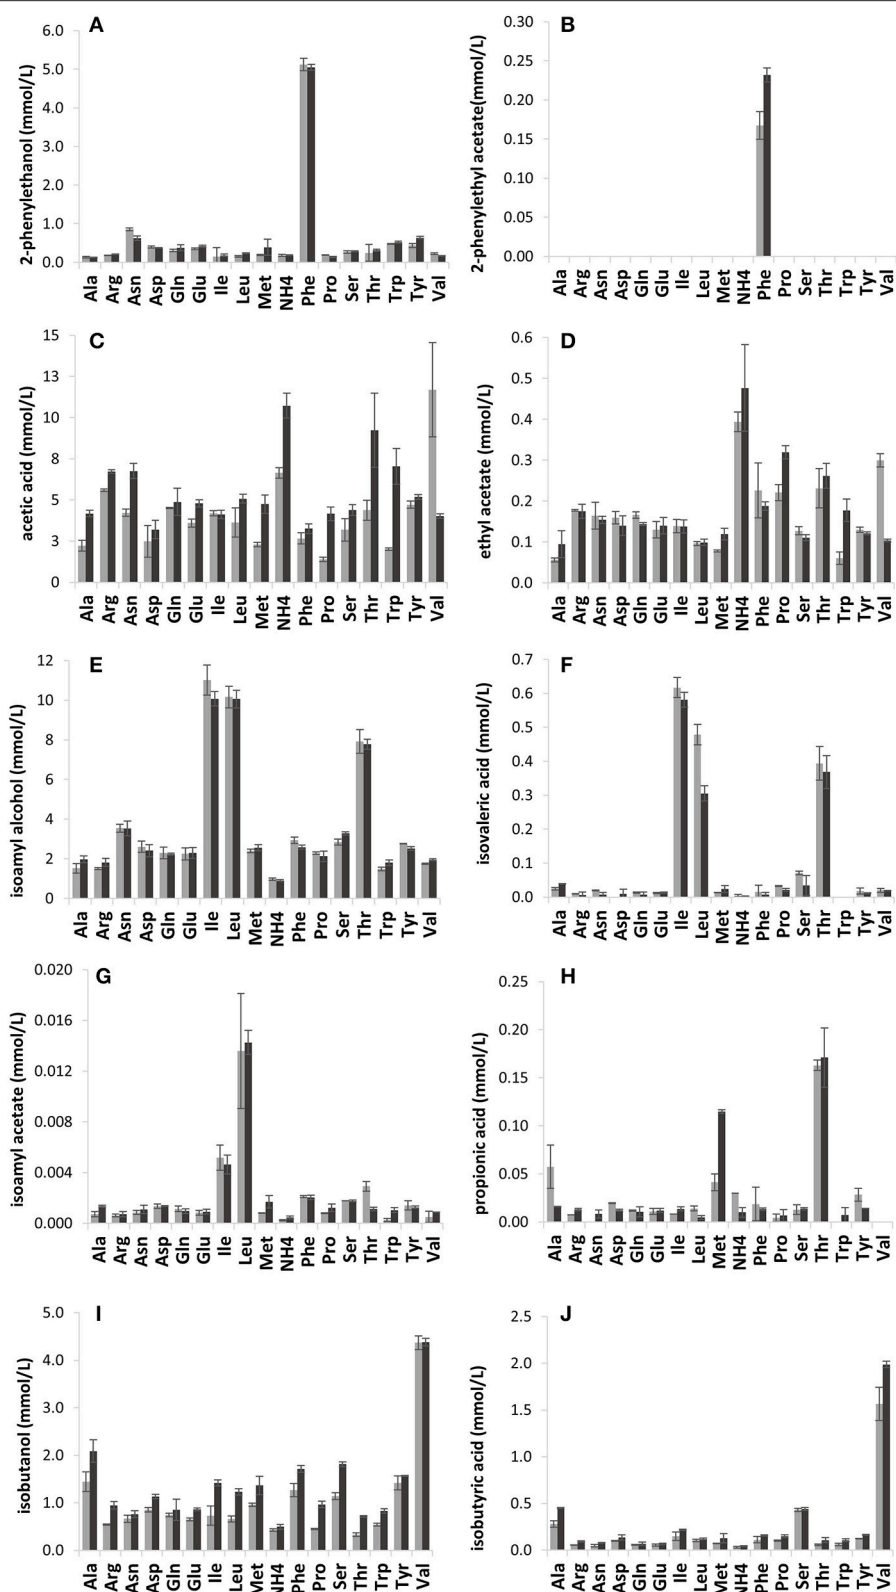 A
2-phenylethanol (mmol/L)
6.0
5.0
4.0
3.0
2.0
1.0
0.0
Ala Arg Asn Asp Gln Glu Ile Leu Met NH4 Phe Pro Ser Thr Trp Tyr Val
B
2-phenylethyl acetate(mmol/L)
0.30
0.25
0.20
0.15
0.10
0.05
0.00
Ala Arg Asn Asp Gln Glu Ile Leu Met NH4 Phe Pro Ser Thr Trp Tyr Val
C
acetic acid (mmol/L)
15
13
10
8
5
3
0
Ala Arg Asn Asp Gln Glu Ile Leu Met NH4 Phe Pro Ser Thr Trp Tyr Val
D
ethyl acetate (mmol/L)
0.6
0.5
0.4
0.3
0.2
0.1
0.0
Ala Arg Asn Asp Gln Glu Ile Leu Met NH4 Phe Pro Ser Thr Trp Tyr Val
E
isoamyl alcohol (mmol/L)
12
10
8
6
4
2
0
Ala Arg Asn Asp Gln Glu Ile Leu Met NH4 Phe Pro Ser Thr Trp Tyr Val
F
isovaleric acid (mmol/L)
0.7
0.6
0.5
0.4
0.3
0.2
0.1
0.0
Ala Arg Asn Asp Gln Glu Ile Leu Met NH4 Phe Pro Ser Thr Trp Tyr Val
G
isoamyl acetate (mmol/L)
0.020
0.016
0.012
0.008
0.004
0.000
Ala Arg Asn Asp Gln Glu Ile Leu Met NH4 Phe Pro Ser Thr Trp Tyr Val
H
propionic acid (mmol/L)
0.25
0.20
0.15
0.10
0.05
0.00
Ala Arg Asn Asp Gln Glu Ile Leu Met NH4 Phe Pro Ser Thr Trp Tyr Val
I
isobutanol (mmol/L)
5.0
4.0
3.0
2.0
1.0
0.0
Ala Arg Asn Asp Gln Glu Ile Leu Met NH4 Phe Pro Ser Thr Trp Tyr Val
J
isobutyric acid (mmol/L)
2.5
2.0
1.5
1.0
0.5
0.0
Ala Arg Asn Asp Gln Glu Ile Leu Met NH4 Phe Pro Ser Thr Trp Tyr Val